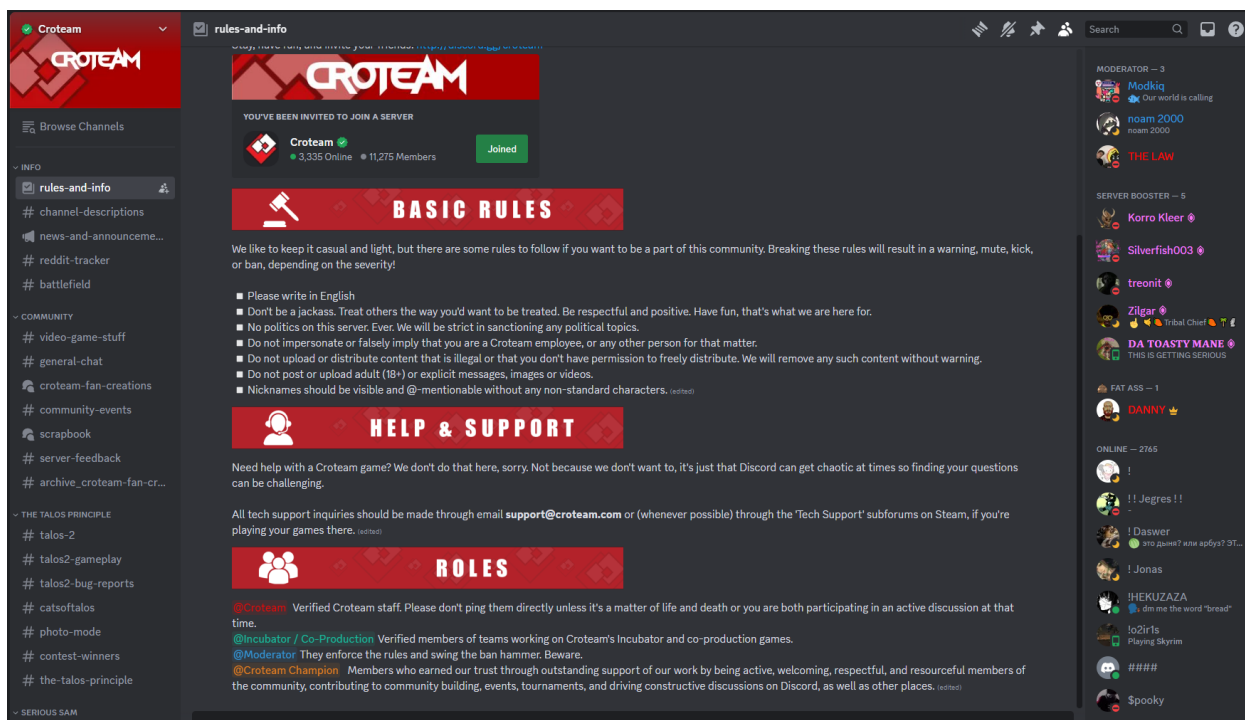 Croteam
CROTEAM
Browse Channels
INFO
rules-and-info
channel-descriptions
news-and-announceme...
reddit-tracker
battlefield
COMMUNITY
video-game-stuff
general-chat
croteam-fan-creations
community-events
scrapbook
server-feedback
archive_croteam-fan-cr...
THE TALOS PRINCIPLE
talos-2
talos2-gameplay
talos2-bug-reports
catsoftalos
photo-mode
contest-winners
the-talos-principle
SERIOUS SAM
rules-and-info
Search
Stay, have fun, and invite your friends. http://discord.gg/croteam
CROTEAM
YOU'VE BEEN INVITED TO JOIN A SERVER
Croteam
3,335 Online 11,275 Members
Joined
BASIC RULES
We like to keep it casual and light, but there are some rules to follow if you want to be a part of this community. Breaking these rules will result in a warning, mute, kick,
or ban, depending on the severity!
Please write in English
Don't be a jackass. Treat others the way you'd want to be treated. Be respectful and positive. Have fun, that's what we are here for.
No politics on this server. Ever. We will be strict in sanctioning any political topics.
Do not impersonate or falsely imply that you are a Croteam employee, or any other person for that matter.
Do not upload or distribute content that is illegal or that you don't have permission to freely distribute. We will remove any such content without warning.
Do not post or upload adult (18+) or explicit messages, images or videos.
Nicknames should be visible and @-mentionable without any non-standard characters. (edited)
HELP & SUPPORT
Need help with a Croteam game? We don't do that here, sorry. Not because we don't want to, it's just that Discord can get chaotic at times so finding your questions
can be challenging.
All tech support inquiries should be made through email support@croteam.com or (whenever possible) through the 'Tech Support' subforums on Steam, if you're
playing your games there. (edited)
ROLES
@Croteam Verified Croteam staff. Please don't ping them directly unless it's a matter of life and death or you are both participating in an active discussion at that
time.
@Incubator / Co-Production Verified members of teams working on Croteam's Incubator and co-production games.
@Moderator They enforce the rules and swing the ban hammer. Beware.
@Croteam Champion Members who earned our trust through outstanding support of our work by being active, welcoming, respectful, and resourceful members of
the community, contributing to community building, events, tournaments, and driving constructive discussions on Discord, as well as other places. (edited)
MODERATOR — 3
Modkiq
Our world is calling
noam 2000
noam 2000
THE LAW
SERVER BOOSTER — 5
Korro Kleer
Silverfish003
treonit
Zilgar
Tribal Chief
DA TOASTY MANE
THIS IS GETTING SERIOUS
FAT ASS — 1
DANNY
ONLINE — 2765
!
! ! Jegres ! !
-
! Daswer
это дыня? или арбуз? ЭТ...
! Jonas
!HEKUZAZA
dm me the word "bread"
!o2ir1s
Playing Skyrim
####
$pooky